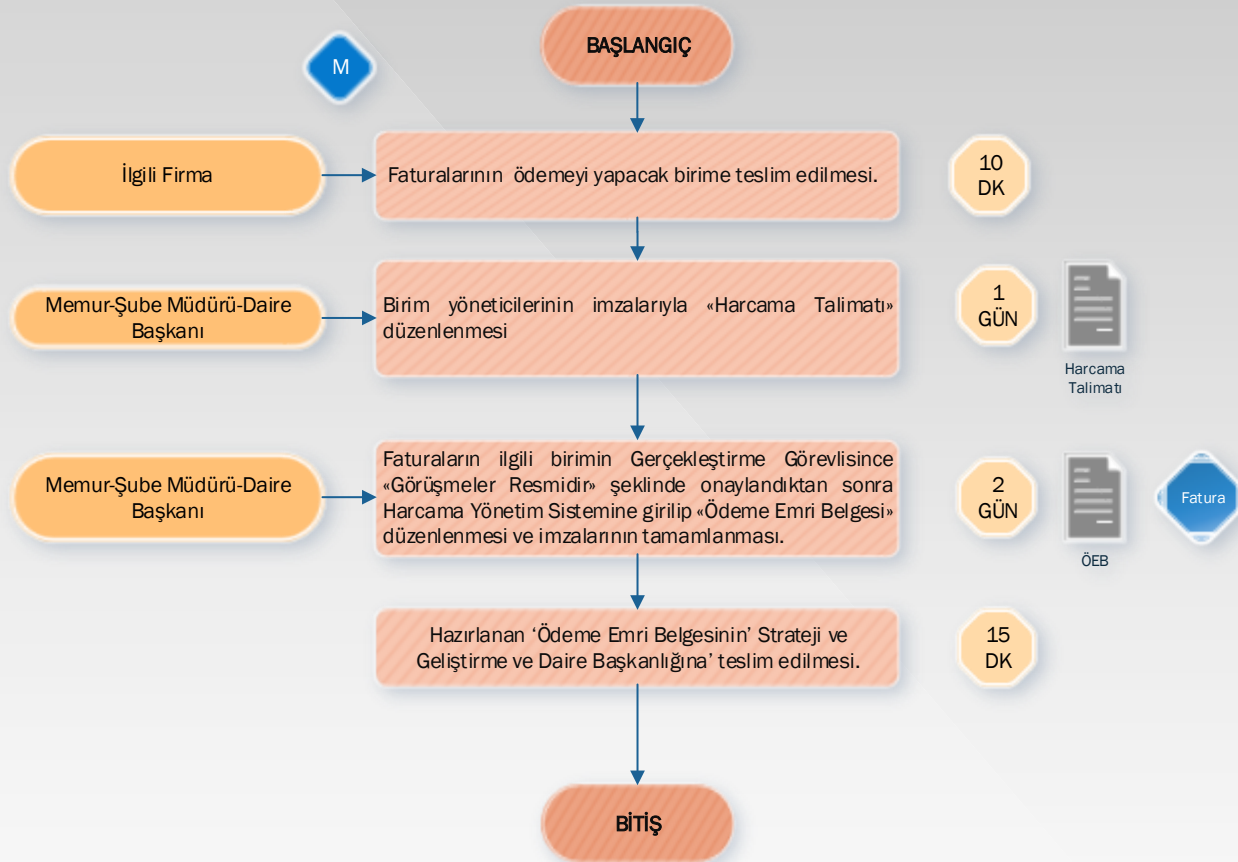 BAŞLANGIÇ
M
İlgili Firma
Faturalarının ödemeyi yapacak birime teslim edilmesi.
10
DK
Memur-Şube Müdürü-Daire
Başkanı
Birim yöneticilerinin imzalarıyla «Harcama Talimatı»
düzenlenmesi
1
GÜN
Harcama
Talimatı
Memur-Şube Müdürü-Daire
Başkanı
Faturaların ilgili birimin Gerçekleştirme Görevlisince
«Görüşmeler Resmidir» şeklinde onaylandıktan sonra
Harcama Yönetim Sistemine girilip «Ödeme Emri Belgesi»
düzenlenmesi ve imzalarının tamamlanması.
2
GÜN
ÖEB
Fatura
Hazırlanan ‘Ödeme Emri Belgesinin’ Strateji ve
Geliştirme ve Daire Başkanlığına’ teslim edilmesi.
15
DK
BİTİŞ